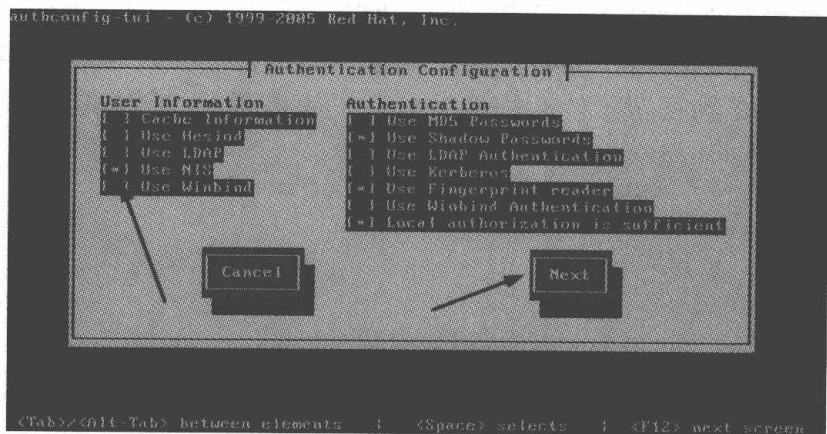 authconfig-tui - (c) 1999-2005 Red Hat, Inc.
Authentication Configuration
User Information
[ ] Cache Information
[ ] Use Hesiod
[ ] Use LDAP
[*] Use NIS
[ ] Use Winbind
Authentication
[ ] Use MD5 Passwords
[*] Use Shadow Passwords
[ ] Use LDAP Authentication
[ ] Use Kerberos
[*] Use Fingerprint reader
[ ] Use Winbind Authentication
[*] Local authorization is sufficient
Cancel
Next
<Tab>/<Alt-Tab> between elements | <Space> selects | <F12> next screen